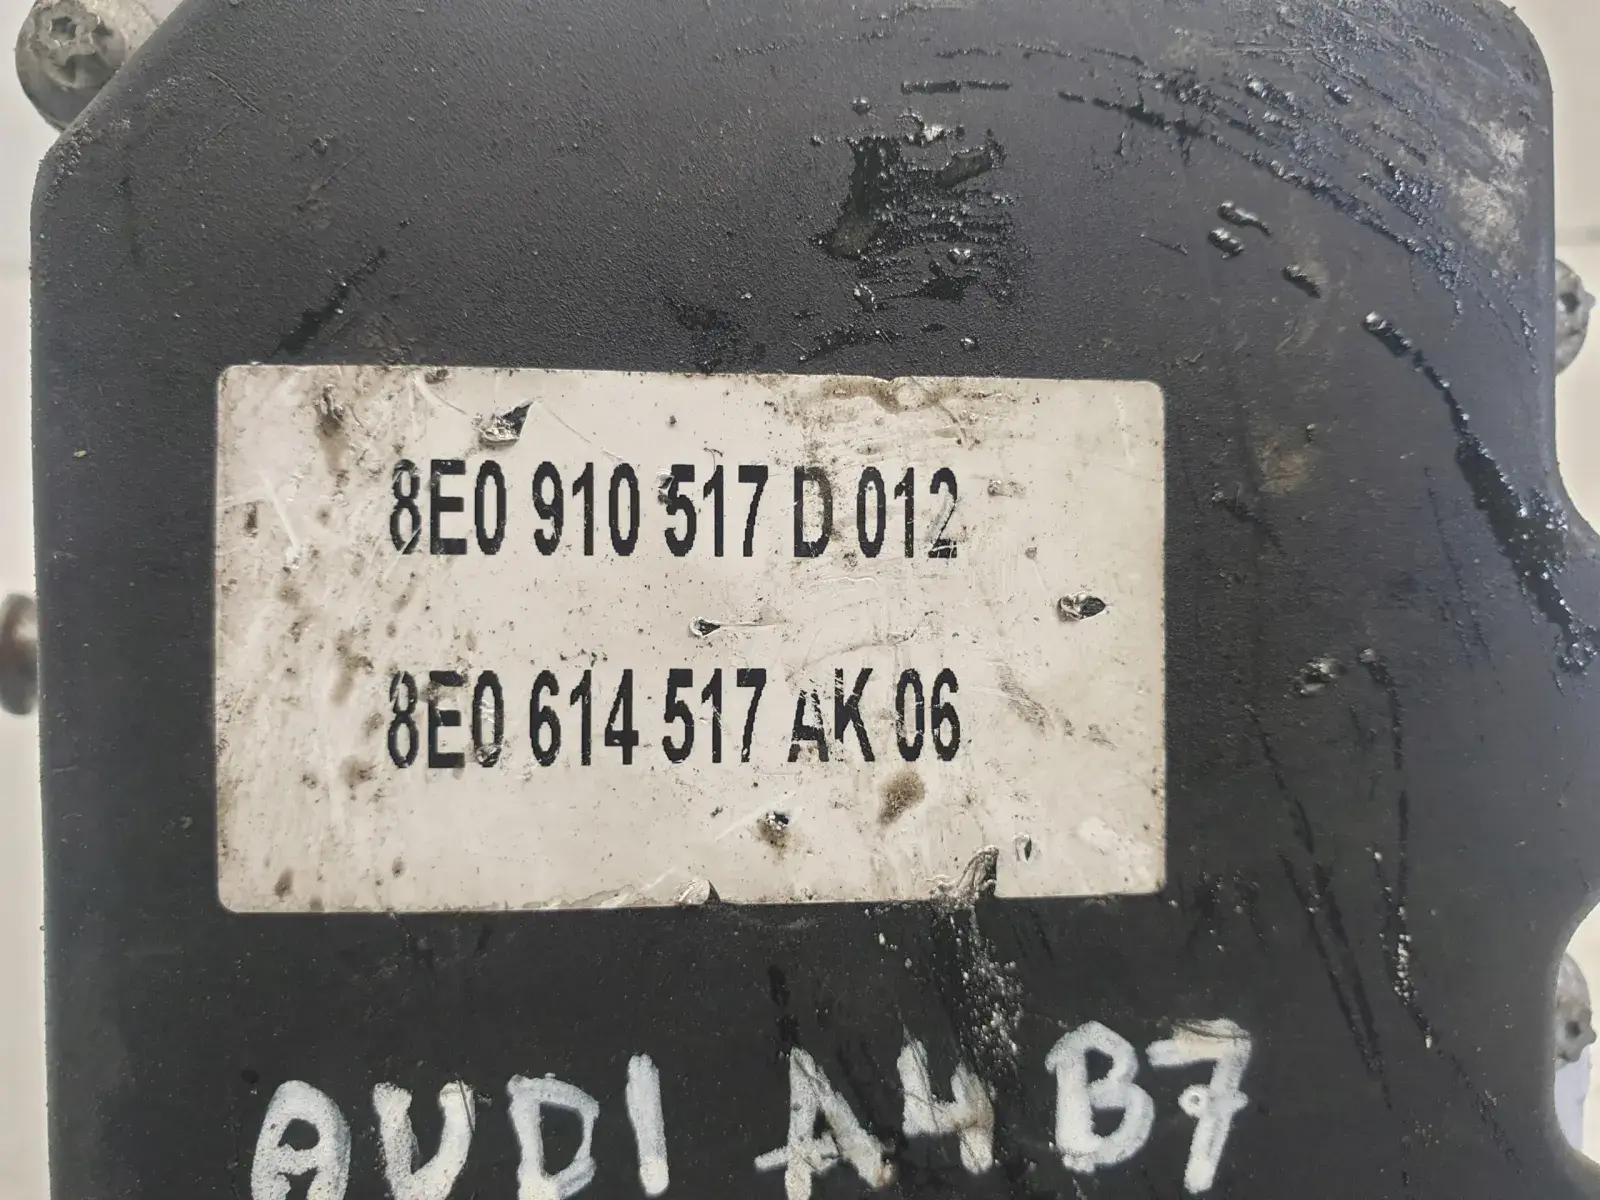 8E0 910 517 D 012
8E0 614 517 AK 06
AUDI A4 B7